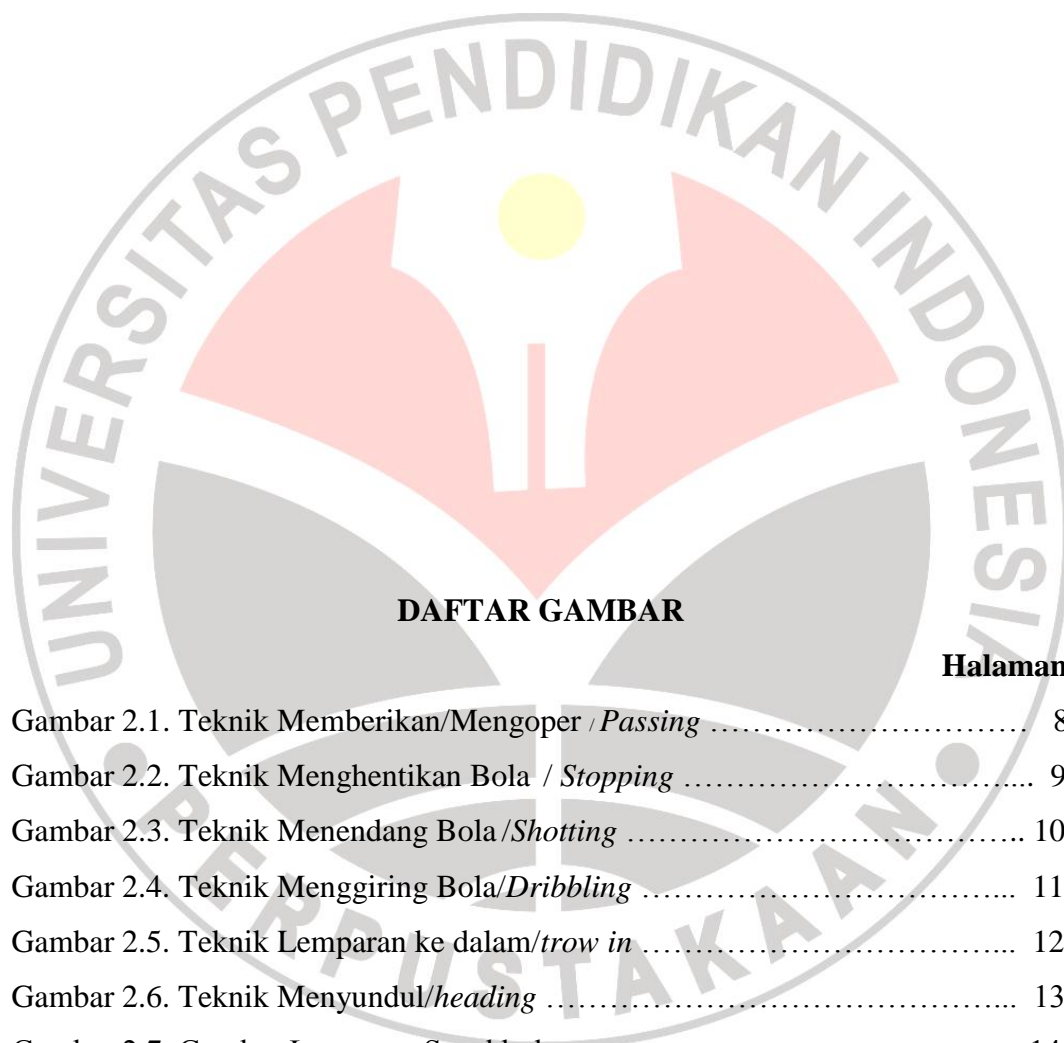 UNIVERSITAS PENDIDIKAN INDONESIA
DAFTAR GAMBAR
Halaman
Gambar 2.1. Teknik Memberikan/Mengoper / Passing ………………………… 8
Gambar 2.2. Teknik Menghentikan Bola / Stopping ………………………….... 9
Gambar 2.3. Teknik Menendang Bola /Shotting …………………………….. 10
Gambar 2.4. Teknik Menggiring Bola/Dribbling ……………………………... 11
Gambar 2.5. Teknik Lemparan ke dalam/trow in ……………………………... 12
Gambar 2.6. Teknik Menyundul/heading ……………………………………... 13
PERPUSTAKAAN